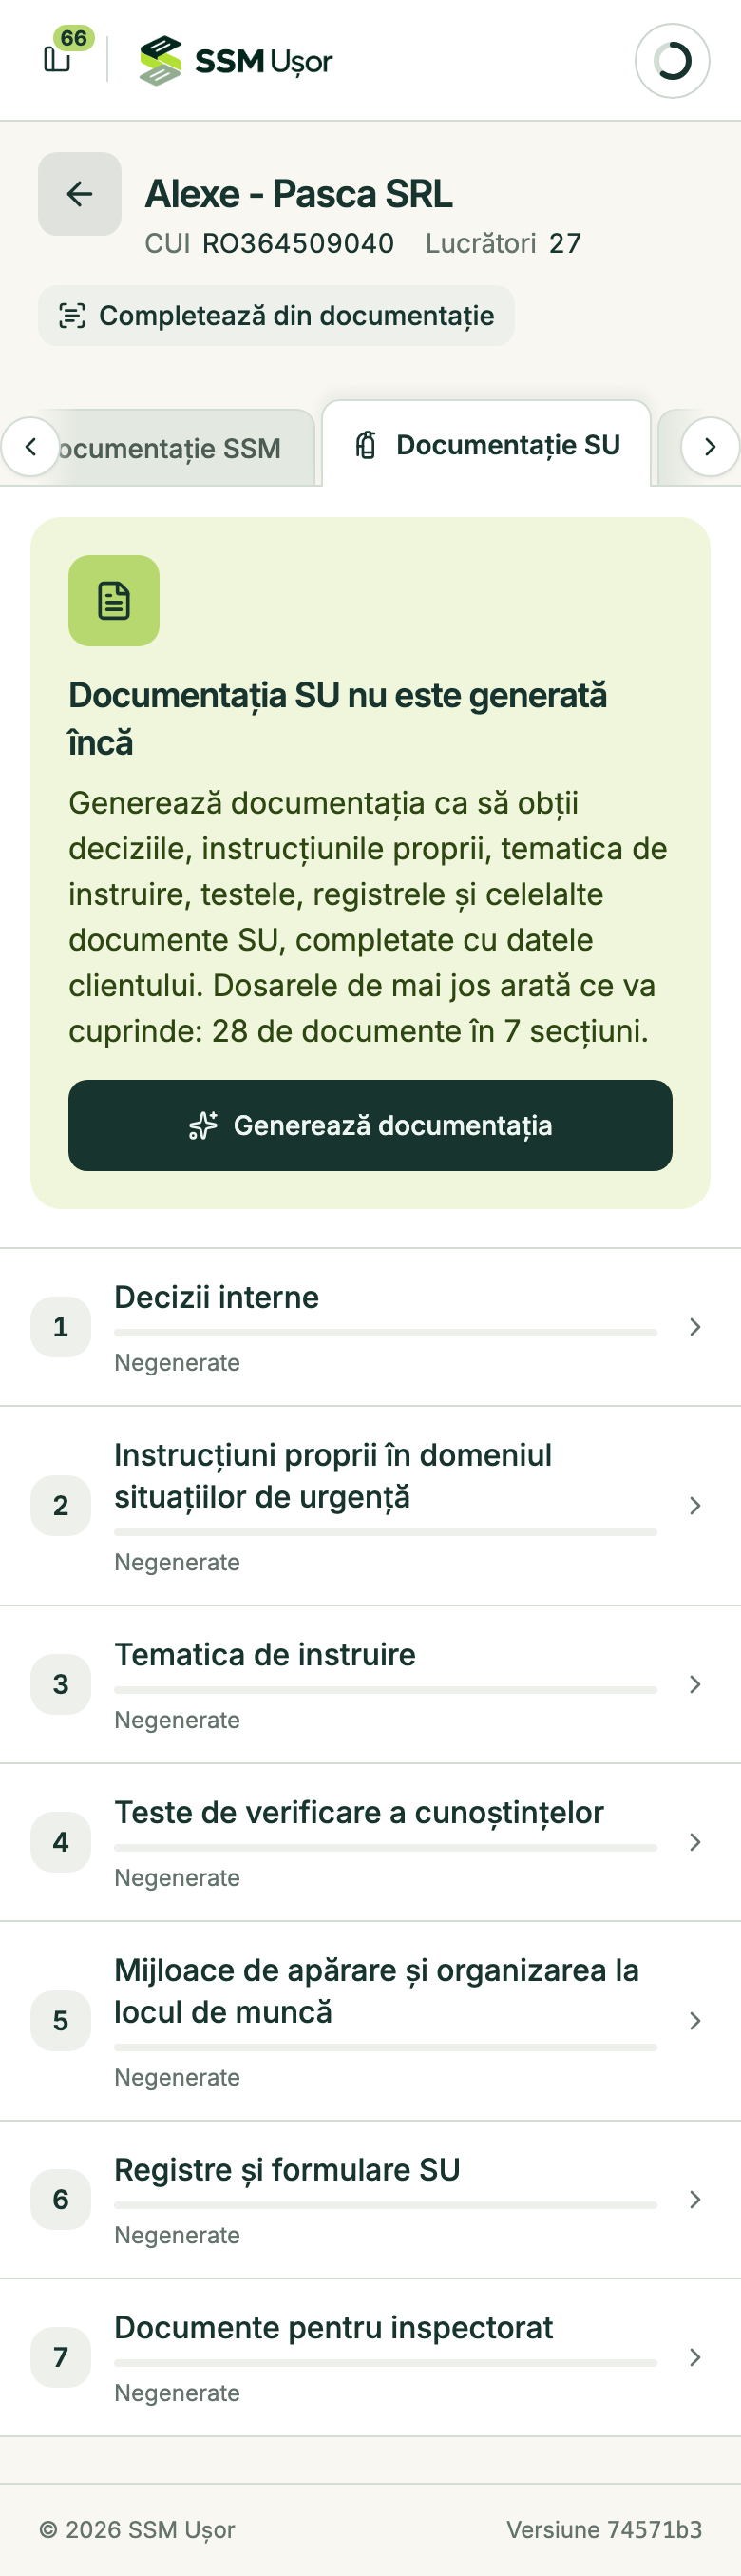 66
SSM Ușor
Alexe - Pasca SRL
CUI RO364509040 Lucrători 27
Completează din documentație
ocumentație SSM
Documentație SU
Documentația SU nu este generată
încă
Generează documentația ca să obții
deciziile, instrucțiunile proprii, tematica de
instruire, testele, registrele și celelalte
documente SU, completate cu datele
clientului. Dosarele de mai jos arată ce va
cuprinde: 28 de documente în 7 secțiuni.
Generează documentația
1
Decizii interne
Negenerate
2
Instrucțiuni proprii în domeniul
situațiilor de urgență
Negenerate
3
Tematica de instruire
Negenerate
4
Teste de verificare a cunoștințelor
Negenerate
5
Mijloace de apărare și organizarea la
locul de muncă
Negenerate
6
Registre și formulare SU
Negenerate
7
Documente pentru inspectorat
Negenerate
© 2026 SSM Ușor
Versiune 74571b3